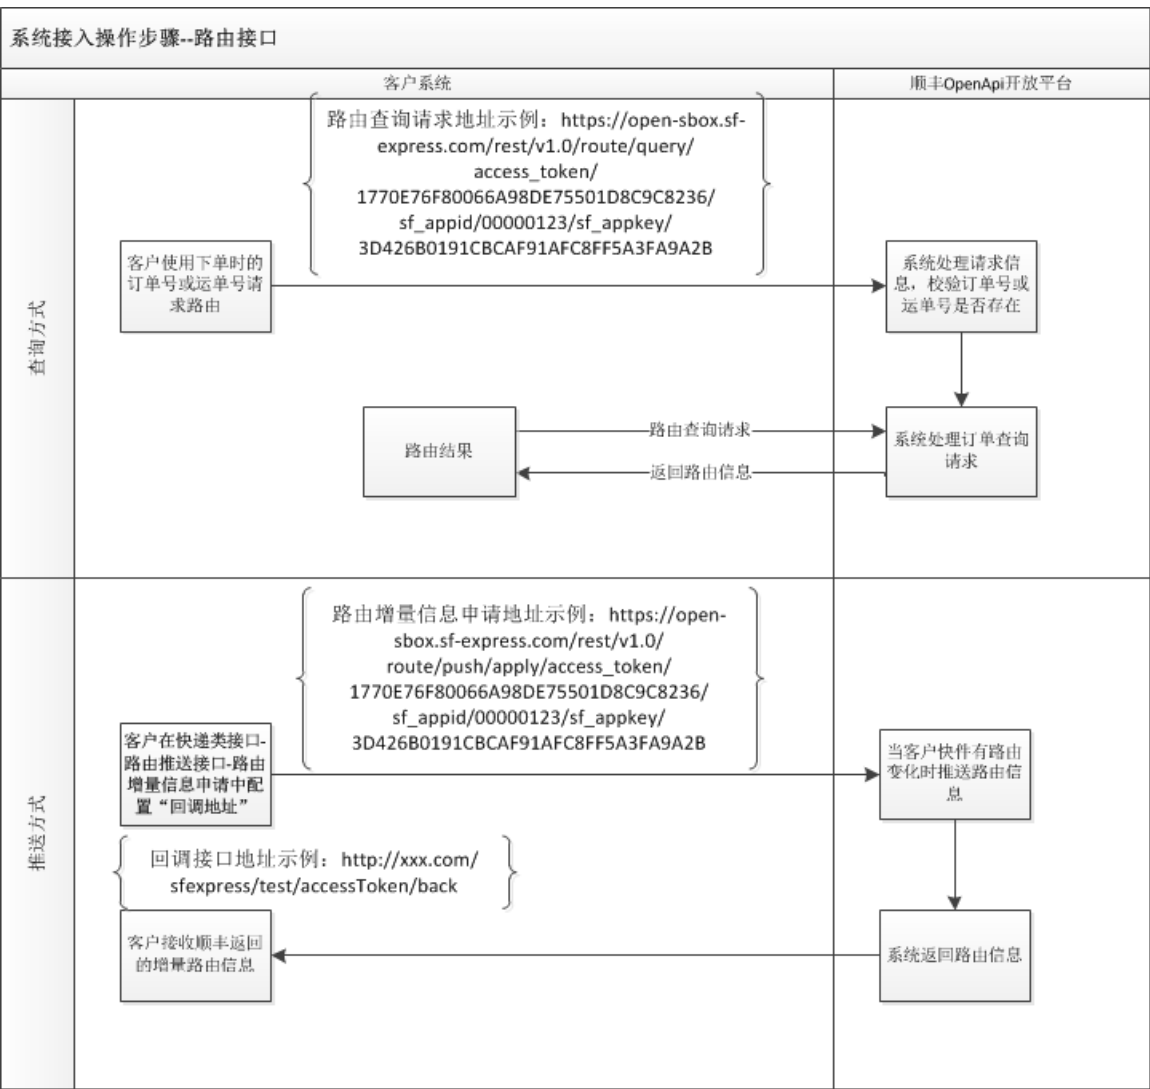 系统接入操作步骤--路由接口
客户系统
顺丰OpenApi开放平台
查询方式
路由查询请求地址示例：https://open-sbox.sf-
express.com/rest/v1.0/route/query/
access_token/
1770E76F80066A98DE75501D8C9C8236/
sf_appid/00000123/sf_appkey/
3D426B0191CBCAF91AFC8FF5A3FA9A2B
客户使用下单时的
订单号或运单号请
求路由
系统处理请求信
息，校验订单号或
运单号是否存在
路由结果
路由查询请求
返回路由信息
系统处理订单查询
请求
推送方式
路由增量信息申请地址示例：https://open-
sbox.sf-express.com/rest/v1.0/
route/push/apply/access_token/
1770E76F80066A98DE75501D8C9C8236/
sf_appid/00000123/sf_appkey/
3D426B0191CBCAF91AFC8FF5A3FA9A2B
客户在快递类接口-
路由推送接口-路由
增量信息申请中配
置“回调地址”
当客户快件有路由
变化时推送路由信
息
回调接口地址示例：http://xxx.com/
sfexpress/test/accessToken/back
客户接收顺丰返回
的增量路由信息
系统返回路由信息